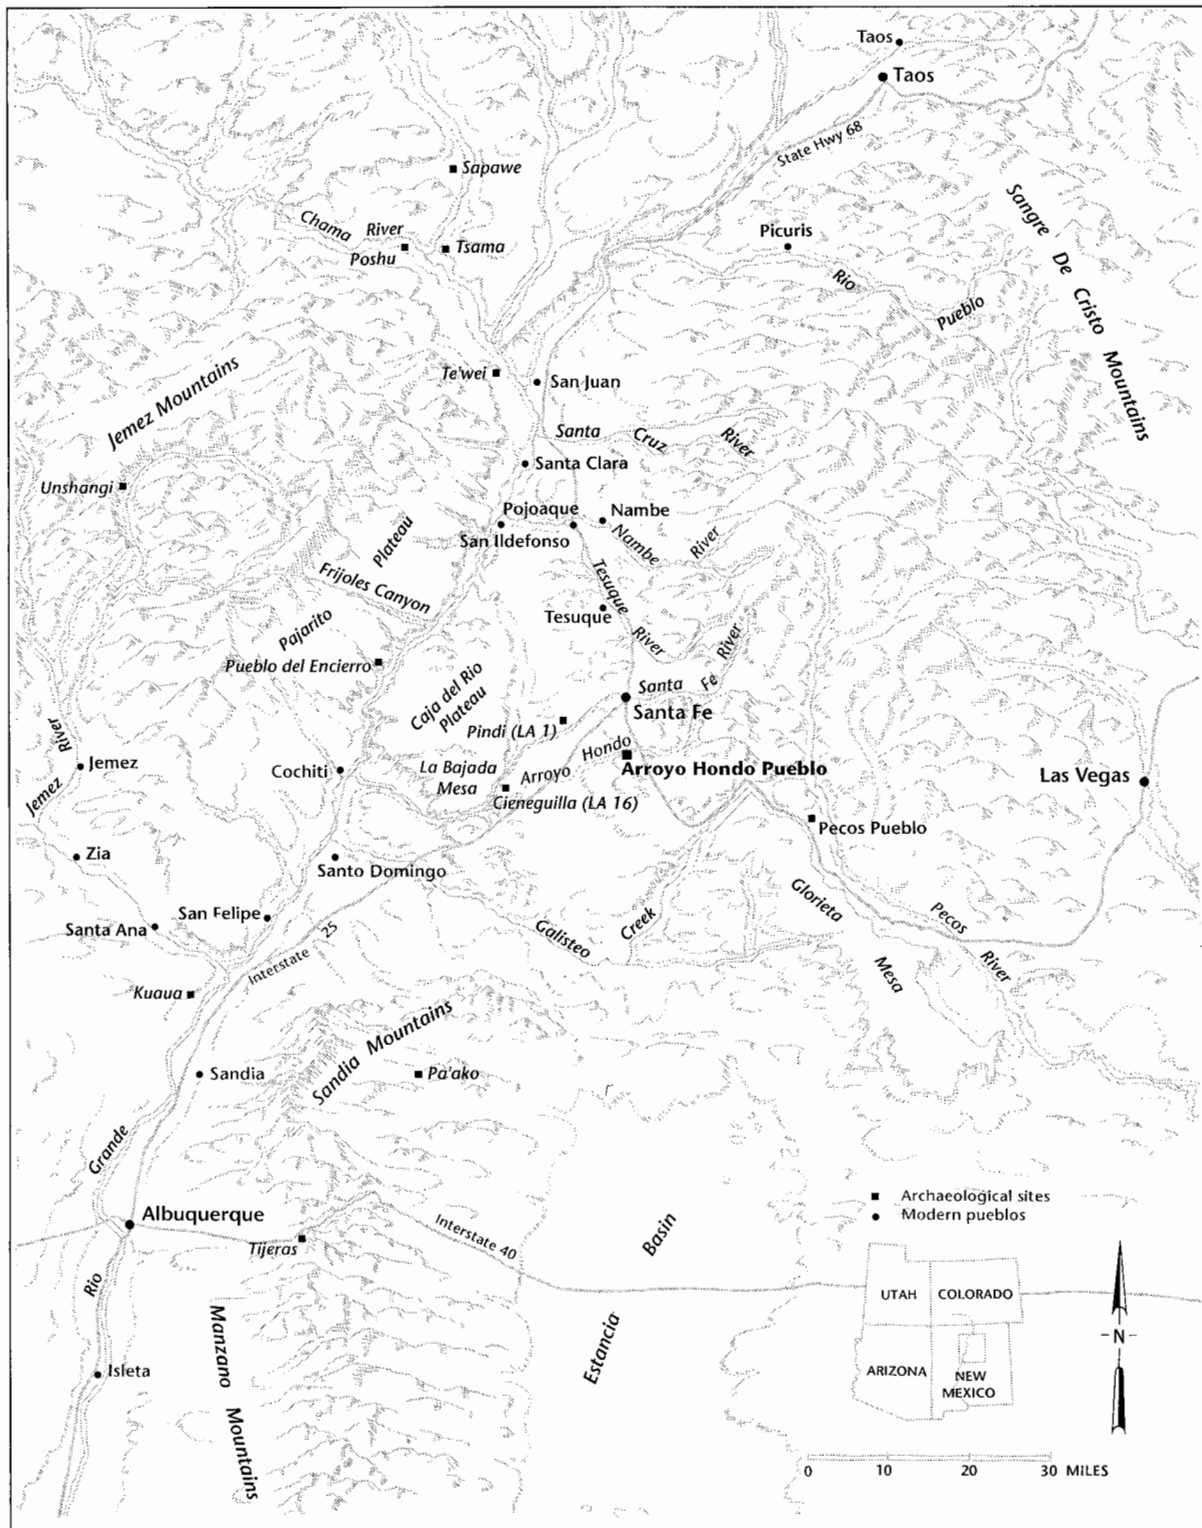 Taos
Taos
State Hwy 68
Sapawe
Chama River
Poshu
Tsama
Picuris
Rio Pueblo
Sangre De Cristo Mountains
Jemez Mountains
Te'wei
San Juan
Santa Cruz River
Santa Clara
Unshangi
Pojoaque
Nambe
San Ildefonso
Nambe River
Pajarito Plateau
Frijoles Canyon
Tesuque River
Tesuque
Pueblo del Encierro
Caja del Rio
Plateau
Santa Fe River
Santa Fe
Pindi (LA 1)
Arroyo Hondo
Arroyo Hondo Pueblo
Jemez River
Jemez
Cochiti
La Bajada
Mesa
Cieneguilla (LA 16)
Las Vegas
Pecos Pueblo
Zia
Santo Domingo
San Felipe
Santa Ana
Interstate 25
Galisteo Creek
Glorieta Mesa
Pecos River
Kuaua
Sandia Mountains
Sandia
Pa'ako
Rio Grande
Albuquerque
Tijeras
Interstate 40
Estancia Basin
Isleta
Manzano Mountains
Archaeological sites
Modern pueblos
UTAH
COLORADO
ARIZONA
NEW
MEXICO
N
0 10 20 30 MILES